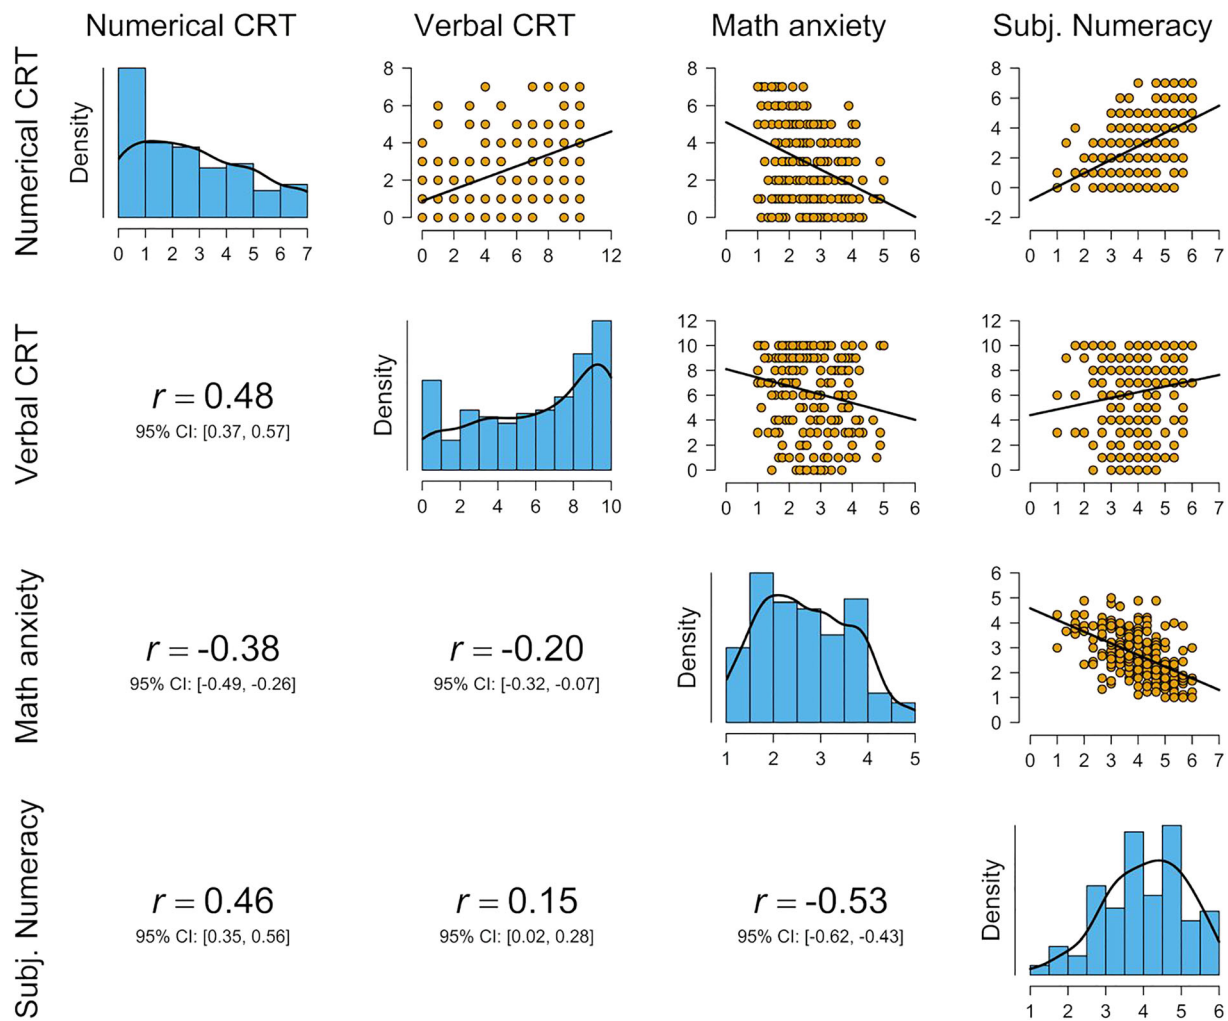 Numerical CRT Verbal CRT Math anxiety Subj. Numeracy
Numerical CRT
Density
0 1 2 3 4 5 6 7
8
6
4
2
0
0 2 4 6 8 10 12
8
6
4
2
0
0 1 2 3 4 5 6
8
6
4
2
0
-2
0 1 2 3 4 5 6 7
Verbal CRT
r = 0.48
95% CI: [0.37, 0.57]
Density
0 2 4 6 8 10
12
10
8
6
4
2
0
0 1 2 3 4 5 6
12
10
8
6
4
2
0
0 1 2 3 4 5 6 7
Math anxiety
r = -0.38
95% CI: [-0.49, -0.26]
r = -0.20
95% CI: [-0.32, -0.07]
Density
1 2 3 4 5
6
5
4
3
2
1
0
0 1 2 3 4 5 6 7
Subj. Numeracy
r = 0.46
95% CI: [0.35, 0.56]
r = 0.15
95% CI: [0.02, 0.28]
r = -0.53
95% CI: [-0.62, -0.43]
Density
1 2 3 4 5 6